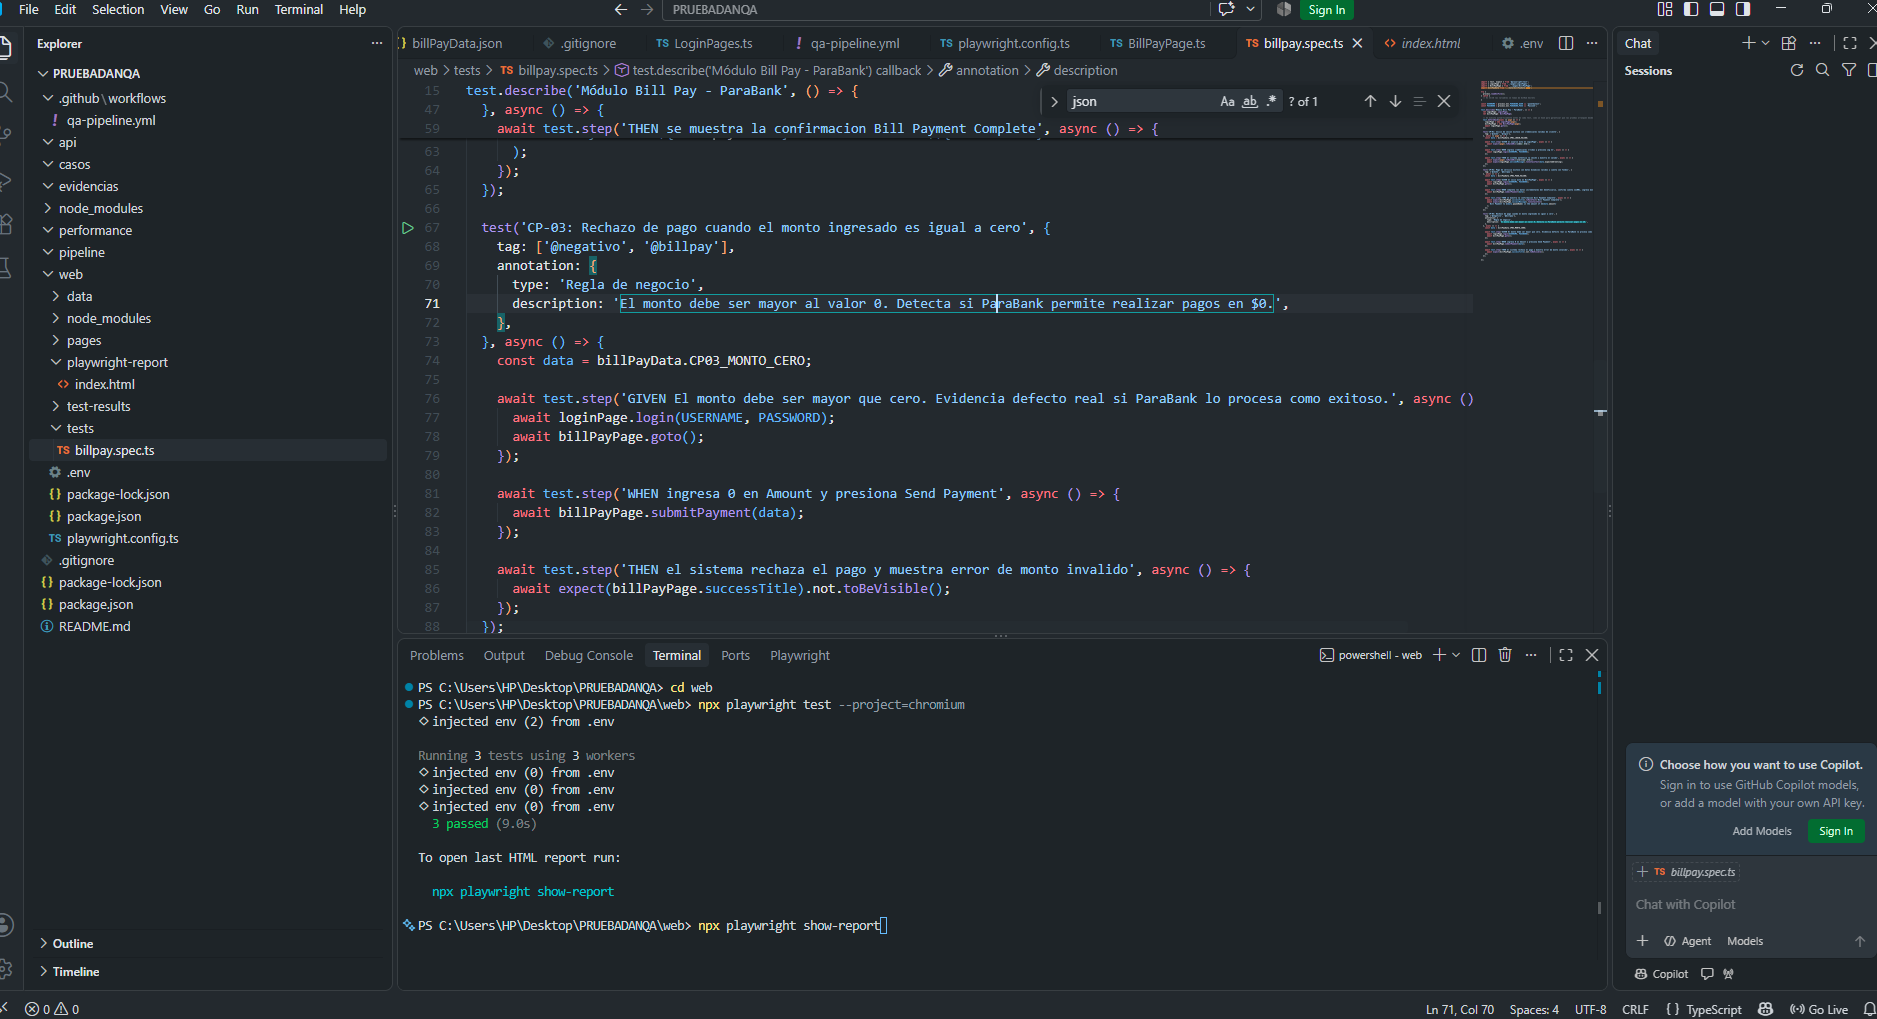 File Edit Selection View Go Run Terminal Help
PRUEBADANQA
Sign In
Explorer
PRUEBADANQA
.github\workflows
qa-pipeline.yml
api
casos
evidencias
node_modules
performance
pipeline
web
data
node_modules
pages
playwright-report
index.html
test-results
tests
TS billpay.spec.ts
.env
package-lock.json
package.json
TS playwright.config.ts
.gitignore
package-lock.json
package.json
README.md
Outline
Timeline
billPayData.json .gitignore TS LoginPages.ts qa-pipeline.yml TS playwright.config.ts TS BillPayPage.ts TS billpay.spec.ts index.html .env
web > tests > TS billpay.spec.ts > test.describe('Módulo Bill Pay - ParaBank') callback > annotation > description
json Aa ab .* ? of 1
15 test.describe('Módulo Bill Pay - ParaBank', () => {
47 }, async () => {
59 await test.step('THEN se muestra la confirmacion Bill Payment Complete', async () => {
63 );
64 });
65 });
66
67 test('CP-03: Rechazo de pago cuando el monto ingresado es igual a cero', {
68 tag: ['@negativo', '@billpay'],
69 annotation: {
70 type: 'Regla de negocio',
71 description: 'El monto debe ser mayor al valor 0. Detecta si ParaBank permite realizar pagos en $0.',
72 },
73 }, async () => {
74 const data = billPayData.CP03_MONTO_CERO;
75
76 await test.step('GIVEN El monto debe ser mayor que cero. Evidencia defecto real si ParaBank lo procesa como exitoso.', async ()
77 await loginPage.login(USERNAME, PASSWORD);
78 await billPayPage.goto();
79 });
80
81 await test.step('WHEN ingresa 0 en Amount y presiona Send Payment', async () => {
82 await billPayPage.submitPayment(data);
83 });
84
85 await test.step('THEN el sistema rechaza el pago y muestra error de monto invalido', async () => {
86 await expect(billPayPage.successTitle).not.toBeVisible();
87 });
88 });
Problems Output Debug Console Terminal Ports Playwright
powershell - web
PS C:\Users\HP\Desktop\PRUEBADANQA> cd web
PS C:\Users\HP\Desktop\PRUEBADANQA\web> npx playwright test --project=chromium
◇ injected env (2) from .env
Running 3 tests using 3 workers
◇ injected env (0) from .env
◇ injected env (0) from .env
◇ injected env (0) from .env
3 passed (9.0s)
To open last HTML report run:
npx playwright show-report
PS C:\Users\HP\Desktop\PRUEBADANQA\web> npx playwright show-report
Chat
Sessions
Choose how you want to use Copilot.
Sign in to use GitHub Copilot models,
or add a model with your own API key.
Add Models Sign In
TS billpay.spec.ts
Chat with Copilot
Agent Models
Copilot
0 0
Ln 71, Col 70 Spaces: 4 UTF-8 CRLF { } TypeScript Go Live